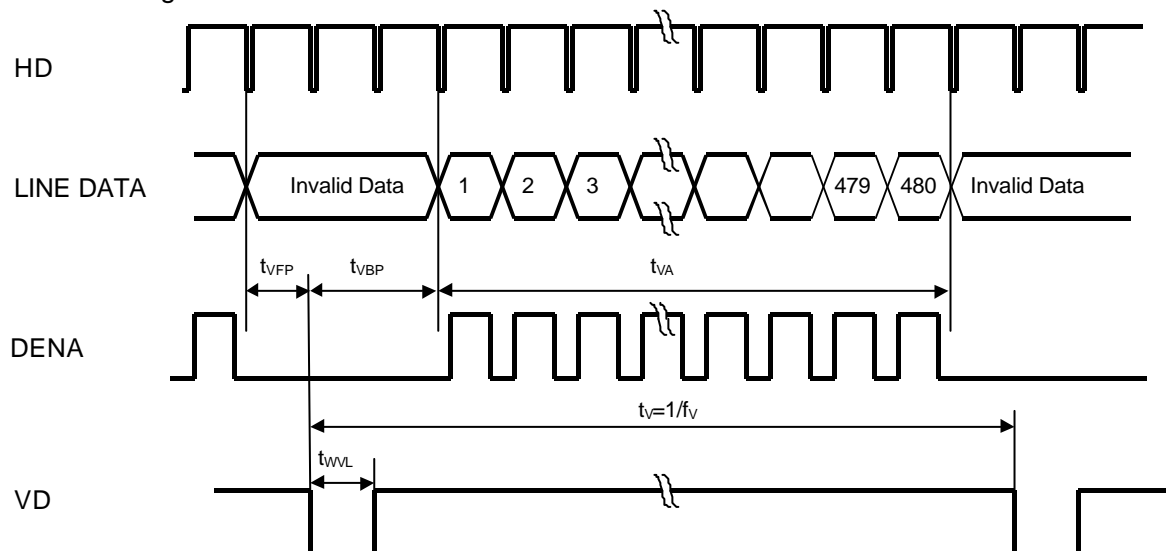 HD
LINE DATA
Invalid Data
1
2
3
479
480
Invalid Data
tVFP
tVBP
tVA
DENA
tV=1/fV
tWVL
VD